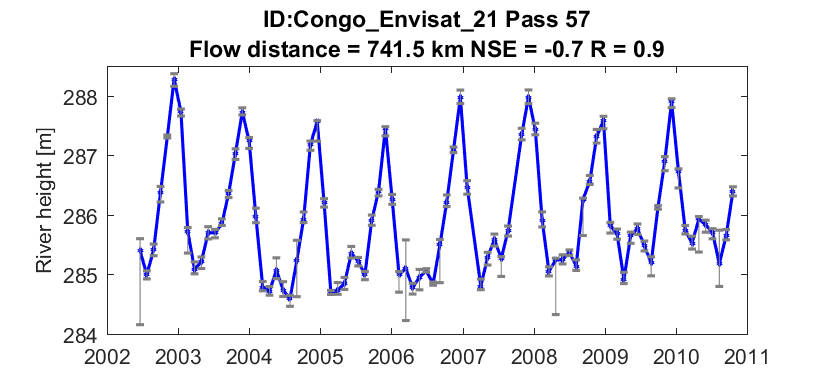 ID:Congo_Envisat_21 Pass 57
Flow distance = 741.5 km NSE = -0.7 R = 0.9
River height [m]
288
287
286
285
284
2002 2003 2004 2005 2006 2007 2008 2009 2010 2011